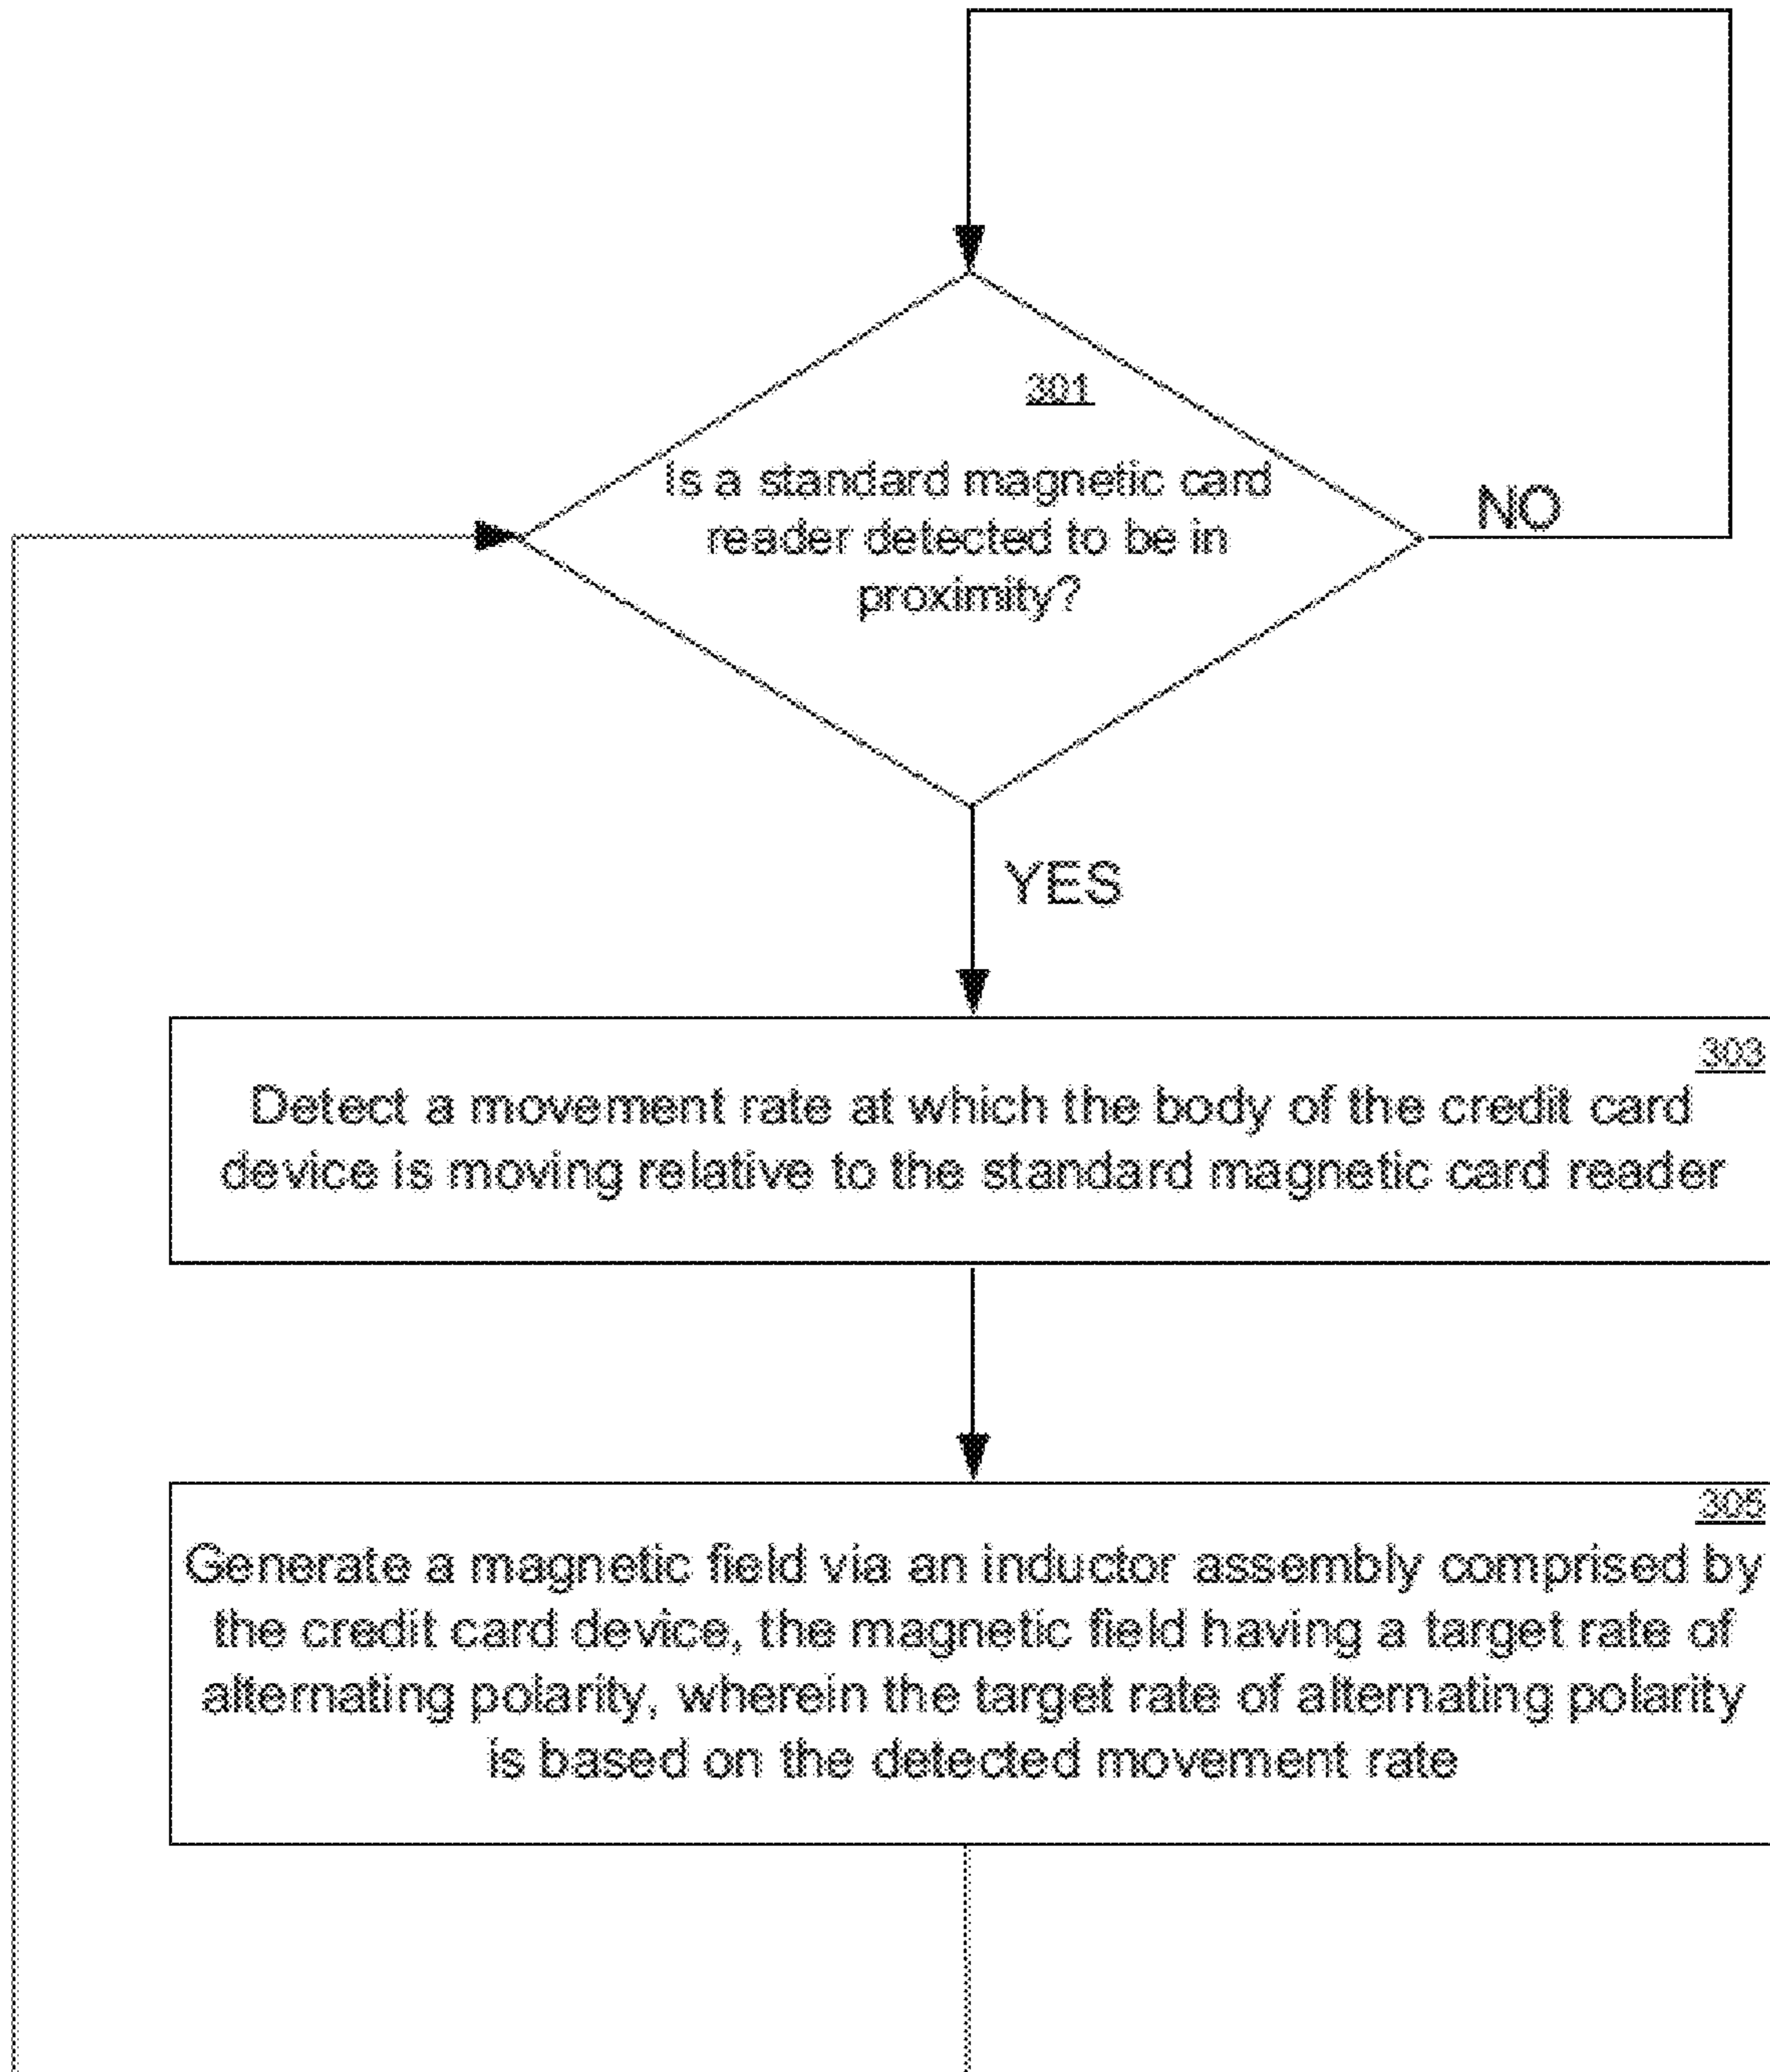 301
Is a standard magnetic card
reader detected to be in
proximity?
NO
YES
303
Detect a movement rate at which the body of the credit card
device is moving relative to the standard magnetic card reader
305
Generate a magnetic field via an inductor assembly comprised by
the credit card device, the magnetic field having a target rate of
alternating polarity, wherein the target rate of alternating polarity
is based on the detected movement rate